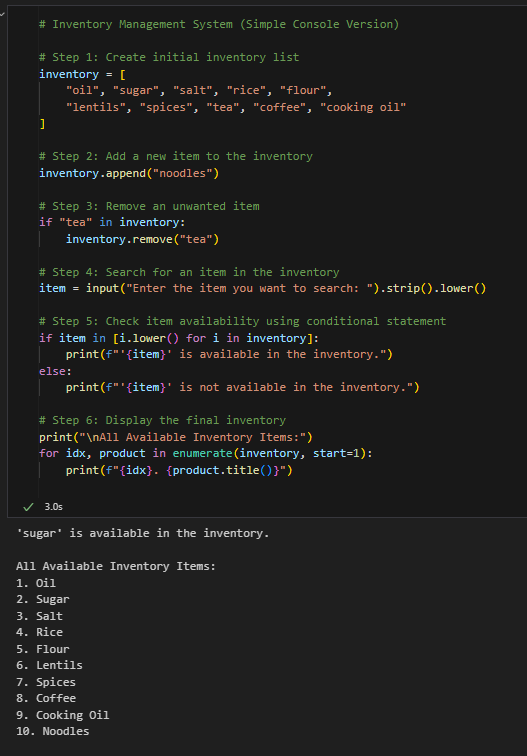 # Inventory Management System (Simple Console Version)
# Step 1: Create initial inventory list
inventory = [
    "oil", "sugar", "salt", "rice", "flour",
    "lentils", "spices", "tea", "coffee", "cooking oil"
]
# Step 2: Add a new item to the inventory
inventory.append("noodles")
# Step 3: Remove an unwanted item
if "tea" in inventory:
    inventory.remove("tea")
# Step 4: Search for an item in the inventory
item = input("Enter the item you want to search: ").strip().lower()
# Step 5: Check item availability using conditional statement
if item in [i.lower() for i in inventory]:
    print(f"'{item}' is available in the inventory.")
else:
    print(f"'{item}' is not available in the inventory.")
# Step 6: Display the final inventory
print("\nAll Available Inventory Items:")
for idx, product in enumerate(inventory, start=1):
    print(f"{idx}. {product.title()}")
3.0s
'sugar' is available in the inventory.
All Available Inventory Items:
1. Oil
2. Sugar
3. Salt
4. Rice
5. Flour
6. Lentils
7. Spices
8. Coffee
9. Cooking Oil
10. Noodles